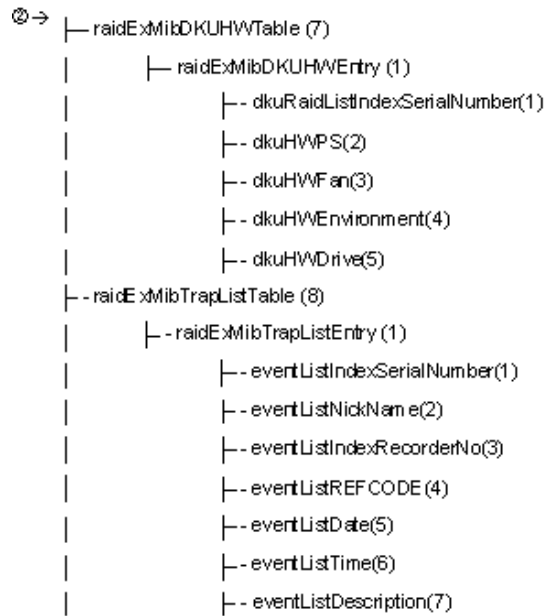 ②→
raidExMibDKUHWTable (7)
raidExMibDKUHWEntry (1)
dkuRaidListIndexSerialNumber(1)
dkuHWPS(2)
dkuHWFan(3)
dkuHWEnvironment(4)
dkuHWDrive(5)
raidExMibTrapListTable (8)
raidExMibTrapListEntry (1)
eventListIndexSerialNumber(1)
eventListNickName(2)
eventListIndexRecorderNo(3)
eventListREFCODE(4)
eventListDate(5)
eventListTime(6)
eventListDescription(7)